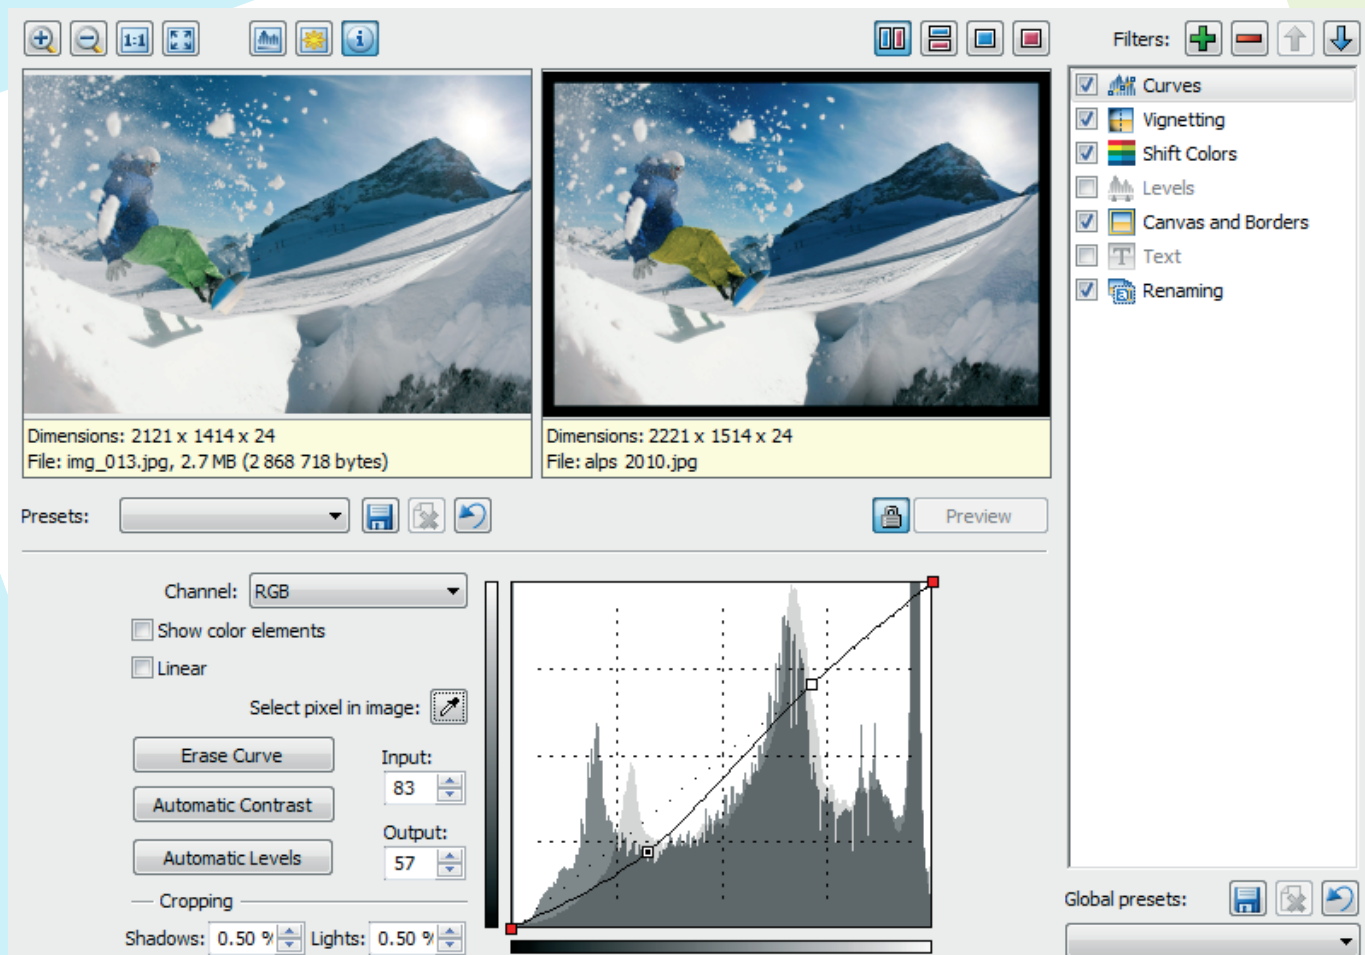 1:1
Filters:
Curves
Vignetting
Shift Colors
Levels
Canvas and Borders
Text
Renaming
Dimensions: 2121 x 1414 x 24
File: img_013.jpg, 2.7 MB (2 868 718 bytes)
Dimensions: 2221 x 1514 x 24
File: alps 2010.jpg
Presets:
Preview
Channel: RGB
Show color elements
Linear
Select pixel in image:
Erase Curve
Input:
83
Automatic Contrast
Output:
57
Automatic Levels
Cropping
Shadows: 0.50 % Lights: 0.50 %
Global presets: